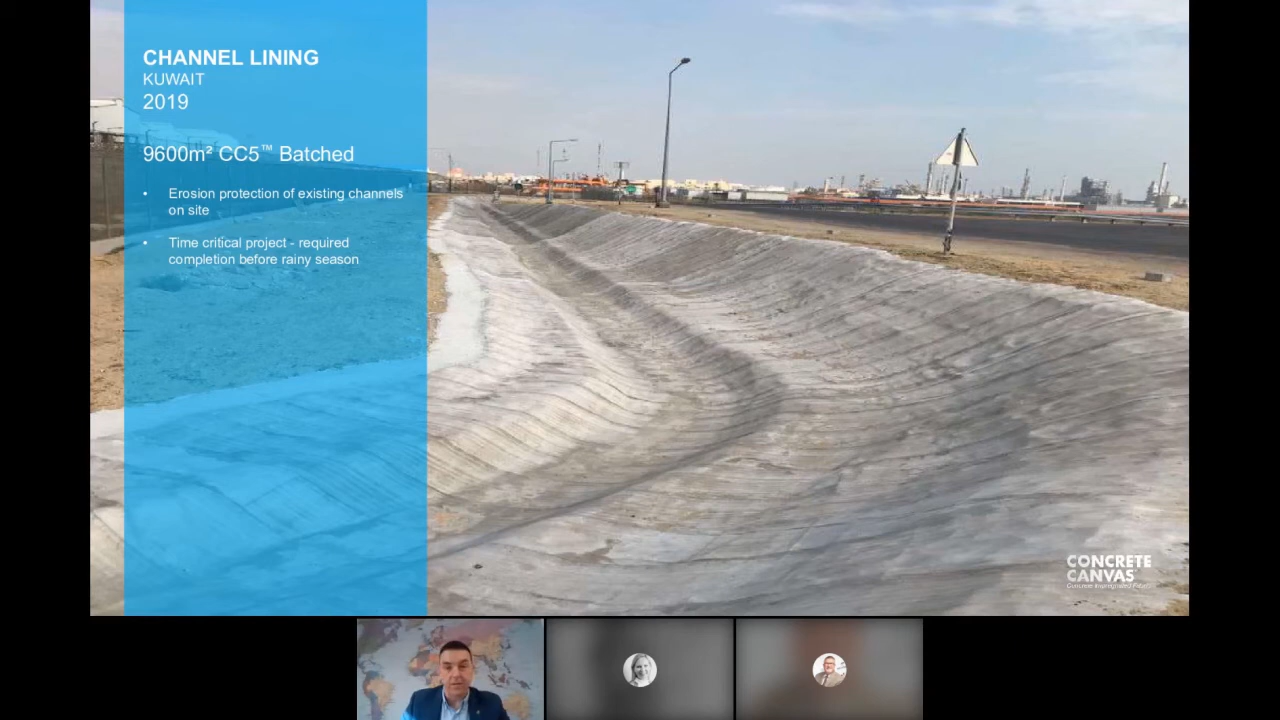 CHANNEL LINING
KUWAIT
2019
9600m² CC5™ Batched
• Erosion protection of existing channels
on site
• Time critical project - required
completion before rainy season
CONCRETE
CANVAS